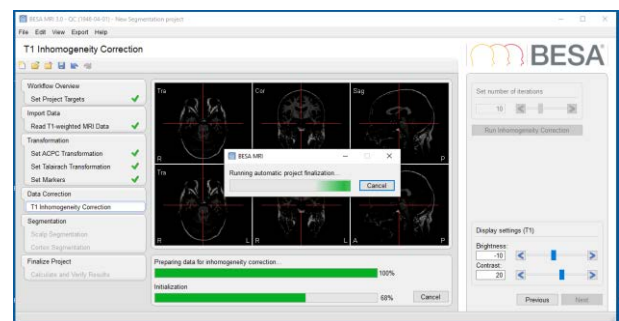 BESA MRI 3.0 - QC (1848-04-01) - New Segmentation project
File Edit View Export Help
T1 Inhomogeneity Correction
BESA
Workflow Overview
Set Project Targets
Import Data
Read T1-weighted MRI Data
Transformation
Set ACPC Transformation
Set Talairach Transformation
Set Markers
Data Correction
T1 Inhomogeneity Correction
Segmentation
Scalp Segmentation
Cortex Segmentation
Finalize Project
Calculate and Verify Results
Tra
Cor
Sag
R
P
Tra
R
L
R
L
A
P
BESA MRI
Running automatic project finalization...
Cancel
Preparing data for inhomogeneity correction...
100%
Initialization
68%
Cancel
Set number of iterations
10
Run Inhomogeneity Correction
Display settings (T1)
Brightness:
-10
Contrast:
20
Previous
Next